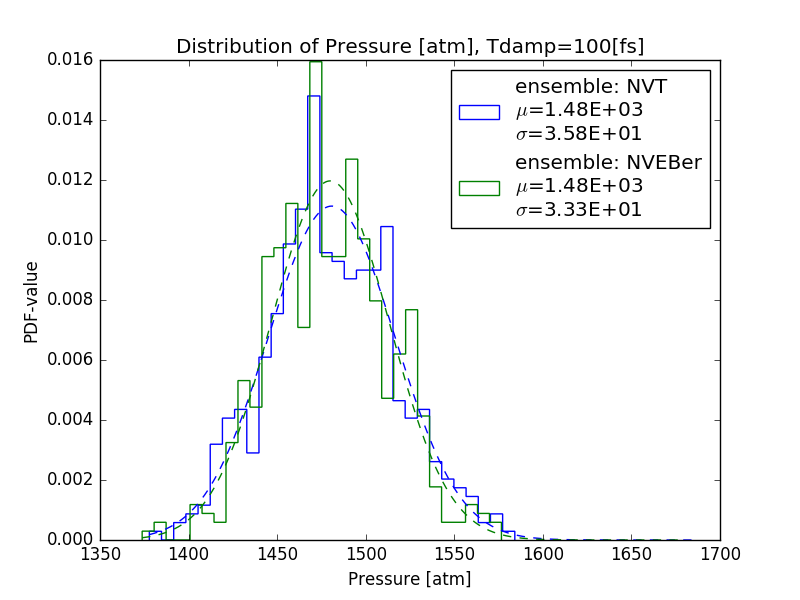 Distribution of Pressure [atm], Tdamp=100[fs]
0.016
0.014
0.012
0.010
0.008
0.006
0.004
0.002
0.000
PDF-value
ensemble: NVT
μ=1.48E+03
σ=3.58E+01
ensemble: NVEBer
μ=1.48E+03
σ=3.33E+01
1350 1400 1450 1500 1550 1600 1650 1700
Pressure [atm]